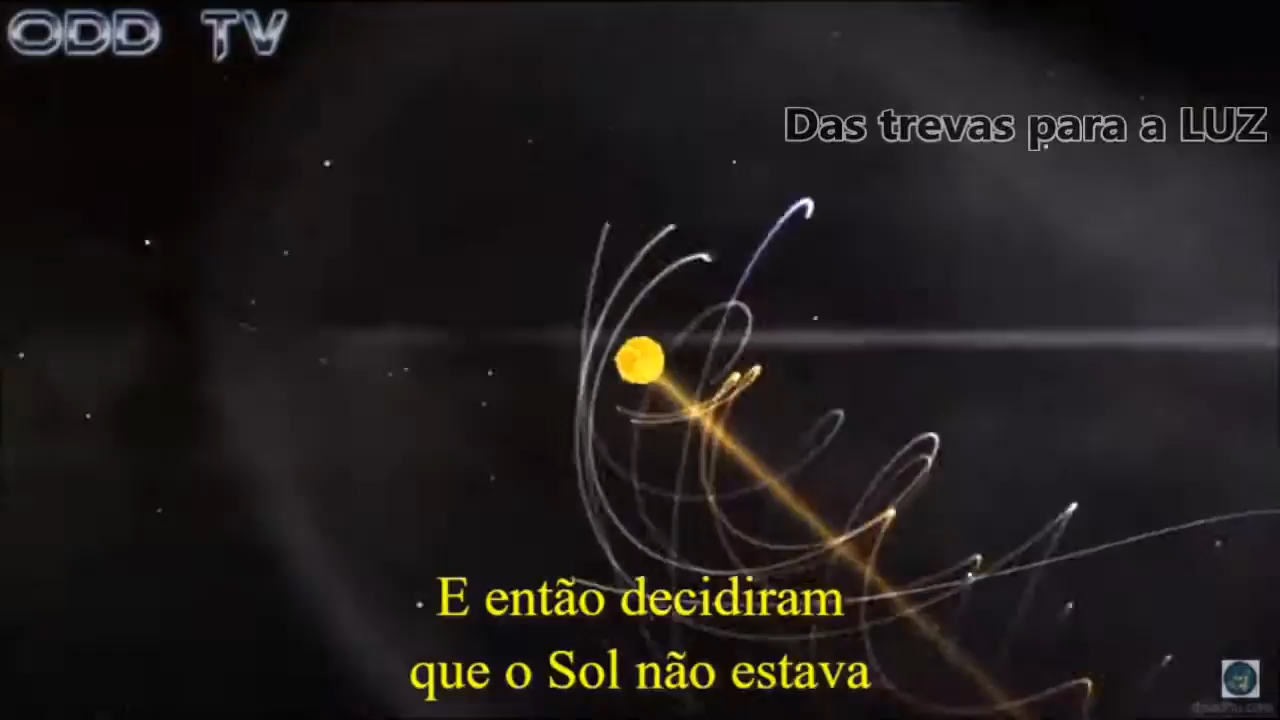 ODD TV
Das trevas para a LUZ
E então decidiram
que o Sol não estava